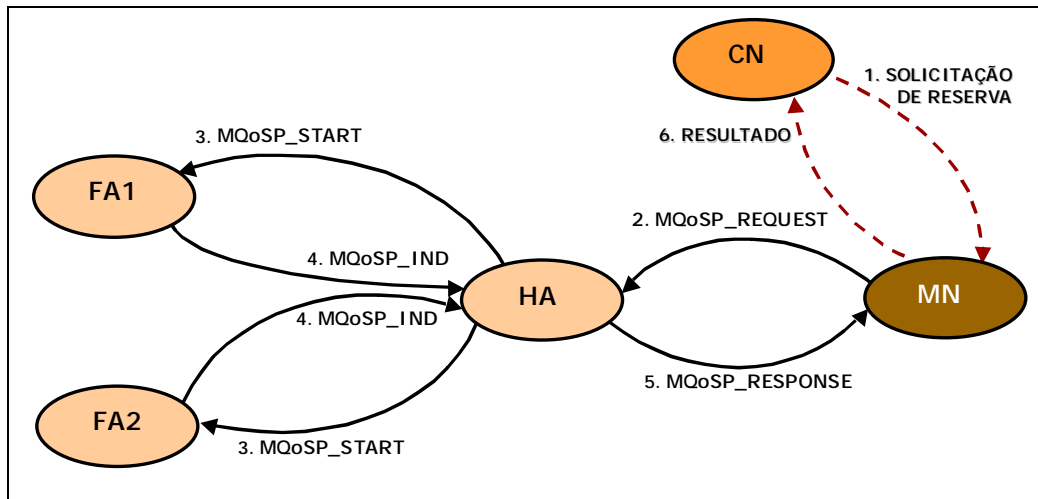 CN
1. SOLICITAÇÃO
DE RESERVA
6. RESULTADO
3. MQoSP_START
FA1
2. MQoSP_REQUEST
4. MQoSP_IND
HA
MN
4. MQoSP_IND
5. MQoSP_RESPONSE
FA2
3. MQoSP_START